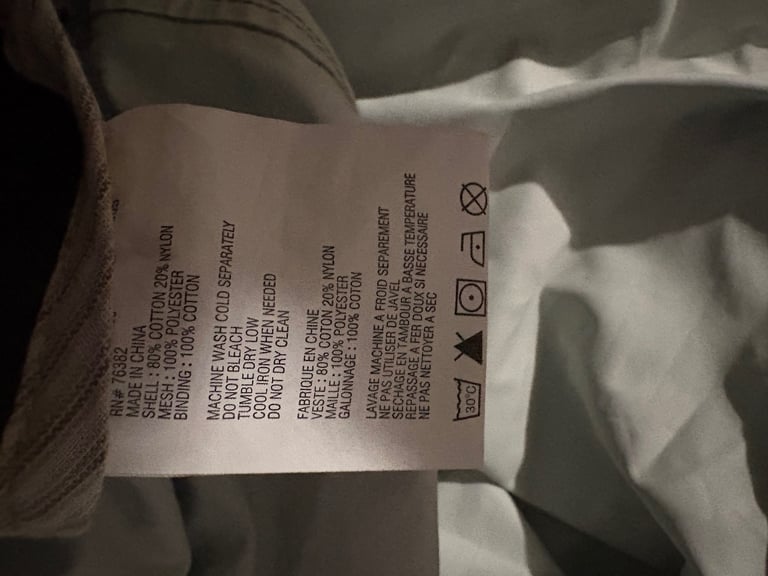 RN# 76382
MADE IN CHINA
SHELL : 80% COTTON 20% NYLON
MESH : 100% POLYESTER
BINDING : 100% COTTON
MACHINE WASH COLD SEPARATELY
DO NOT BLEACH
TUMBLE DRY LOW
COOL IRON WHEN NEEDED
DO NOT DRY CLEAN
FABRIQUE EN CHINE
VESTE : 80% COTON 20% NYLON
MAILLE : 100% POLYESTER
GALONNAGE : 100% COTON
LAVAGE MACHINE A FROID SEPAREMENT
NE PAS UTILISER DE JAVEL
SECHAGE EN TAMBOUR A BASSE TEMPERATURE
REPASSAGE A FER DOUX SI NECESSAIRE
NE PAS NETTOYER A SEC
30°C